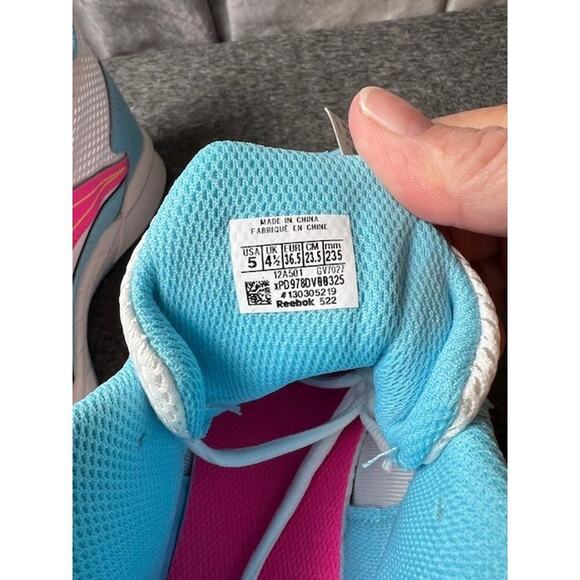 MADE IN CHINA
FABRIQUÉ EN CHINE
USA UK EUR CM mm
5 4½ 36.5 23.5 235
12A501 GV7027
xPD978DV00325
#130305219
Reebok 522